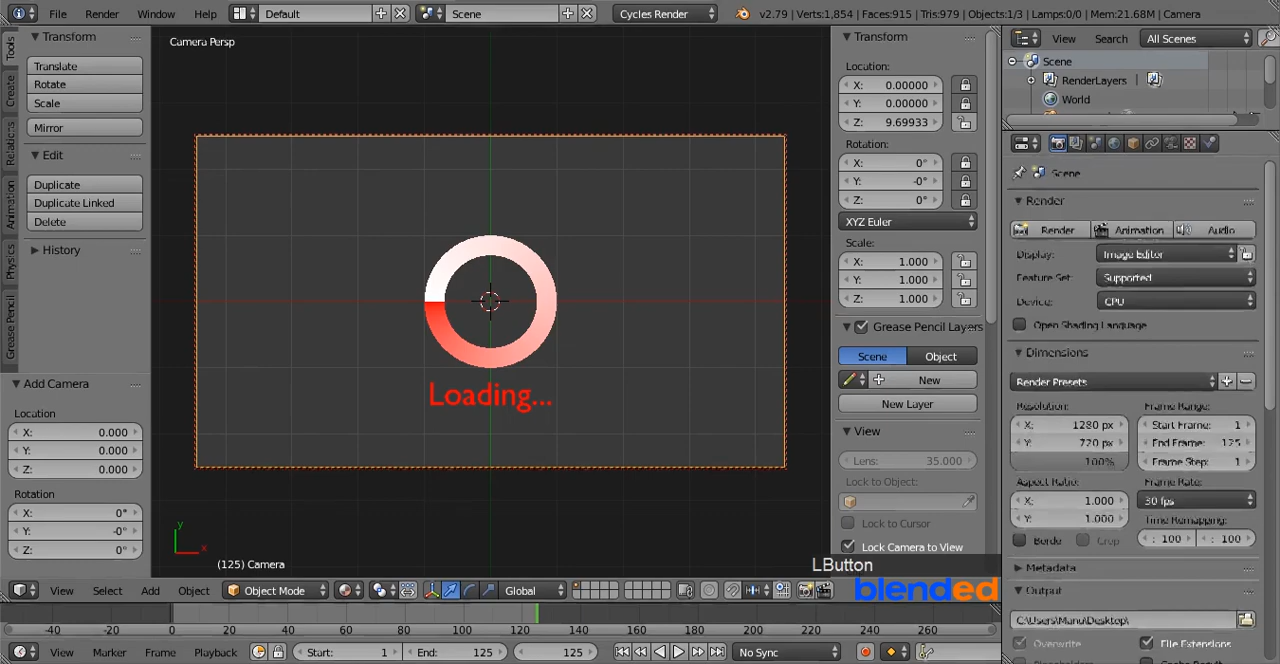 File Render Window Help Default Scene Cycles Render v2.79 | Verts:1,854 | Faces:915 | Tris:979 | Objects:1/3 | Lamps:0/0 | Mem:21.68M | Camera
Tools
Create
Relations
Animation
Physics
Grease Pencil
Transform
Translate
Rotate
Scale
Mirror
Edit
Duplicate
Duplicate Linked
Delete
History
Add Camera
Location
X: 0.000
Y: 0.000
Z: 0.000
Rotation
X: 0°
Y: -0°
Z: 0°
Camera Persp
Loading...
y
x
(125) Camera
LButton
blended
Transform
Location:
X: 0.00000
Y: 0.00000
Z: 9.69933
Rotation:
X: 0°
Y: -0°
Z: 0°
XYZ Euler
Scale:
X: 1.000
Y: 1.000
Z: 1.000
Grease Pencil Layers
Scene Object
New
New Layer
View
Lens: 35.000
Lock to Object:
Lock to Cursor
Lock Camera to View
View Search All Scenes
Scene
RenderLayers |
World
Scene
Render
Render Animation Audio
Display: Image Editor
Feature Set: Supported
Device: CPU
Open Shading Language
Dimensions
Render Presets
Resolution: Frame Range:
X: 1280 px Start Frame: 1
Y: 720 px End Frame: 125
100% Frame Step: 1
Aspect Ratio: Frame Rate:
X: 1.000 30 fps
Y: 1.000 Time Remapping:
Borde Crop : 100 : 100
Metadata
Output
C:\Users\Manu\Desktop\
Overwrite File Extensions
View Select Add Object Object Mode Global
-40 -20 0 20 40 60 80 100 120 140 160 180 200 220 240 260
View Marker Frame Playback Start: 1 End: 125 125 No Sync